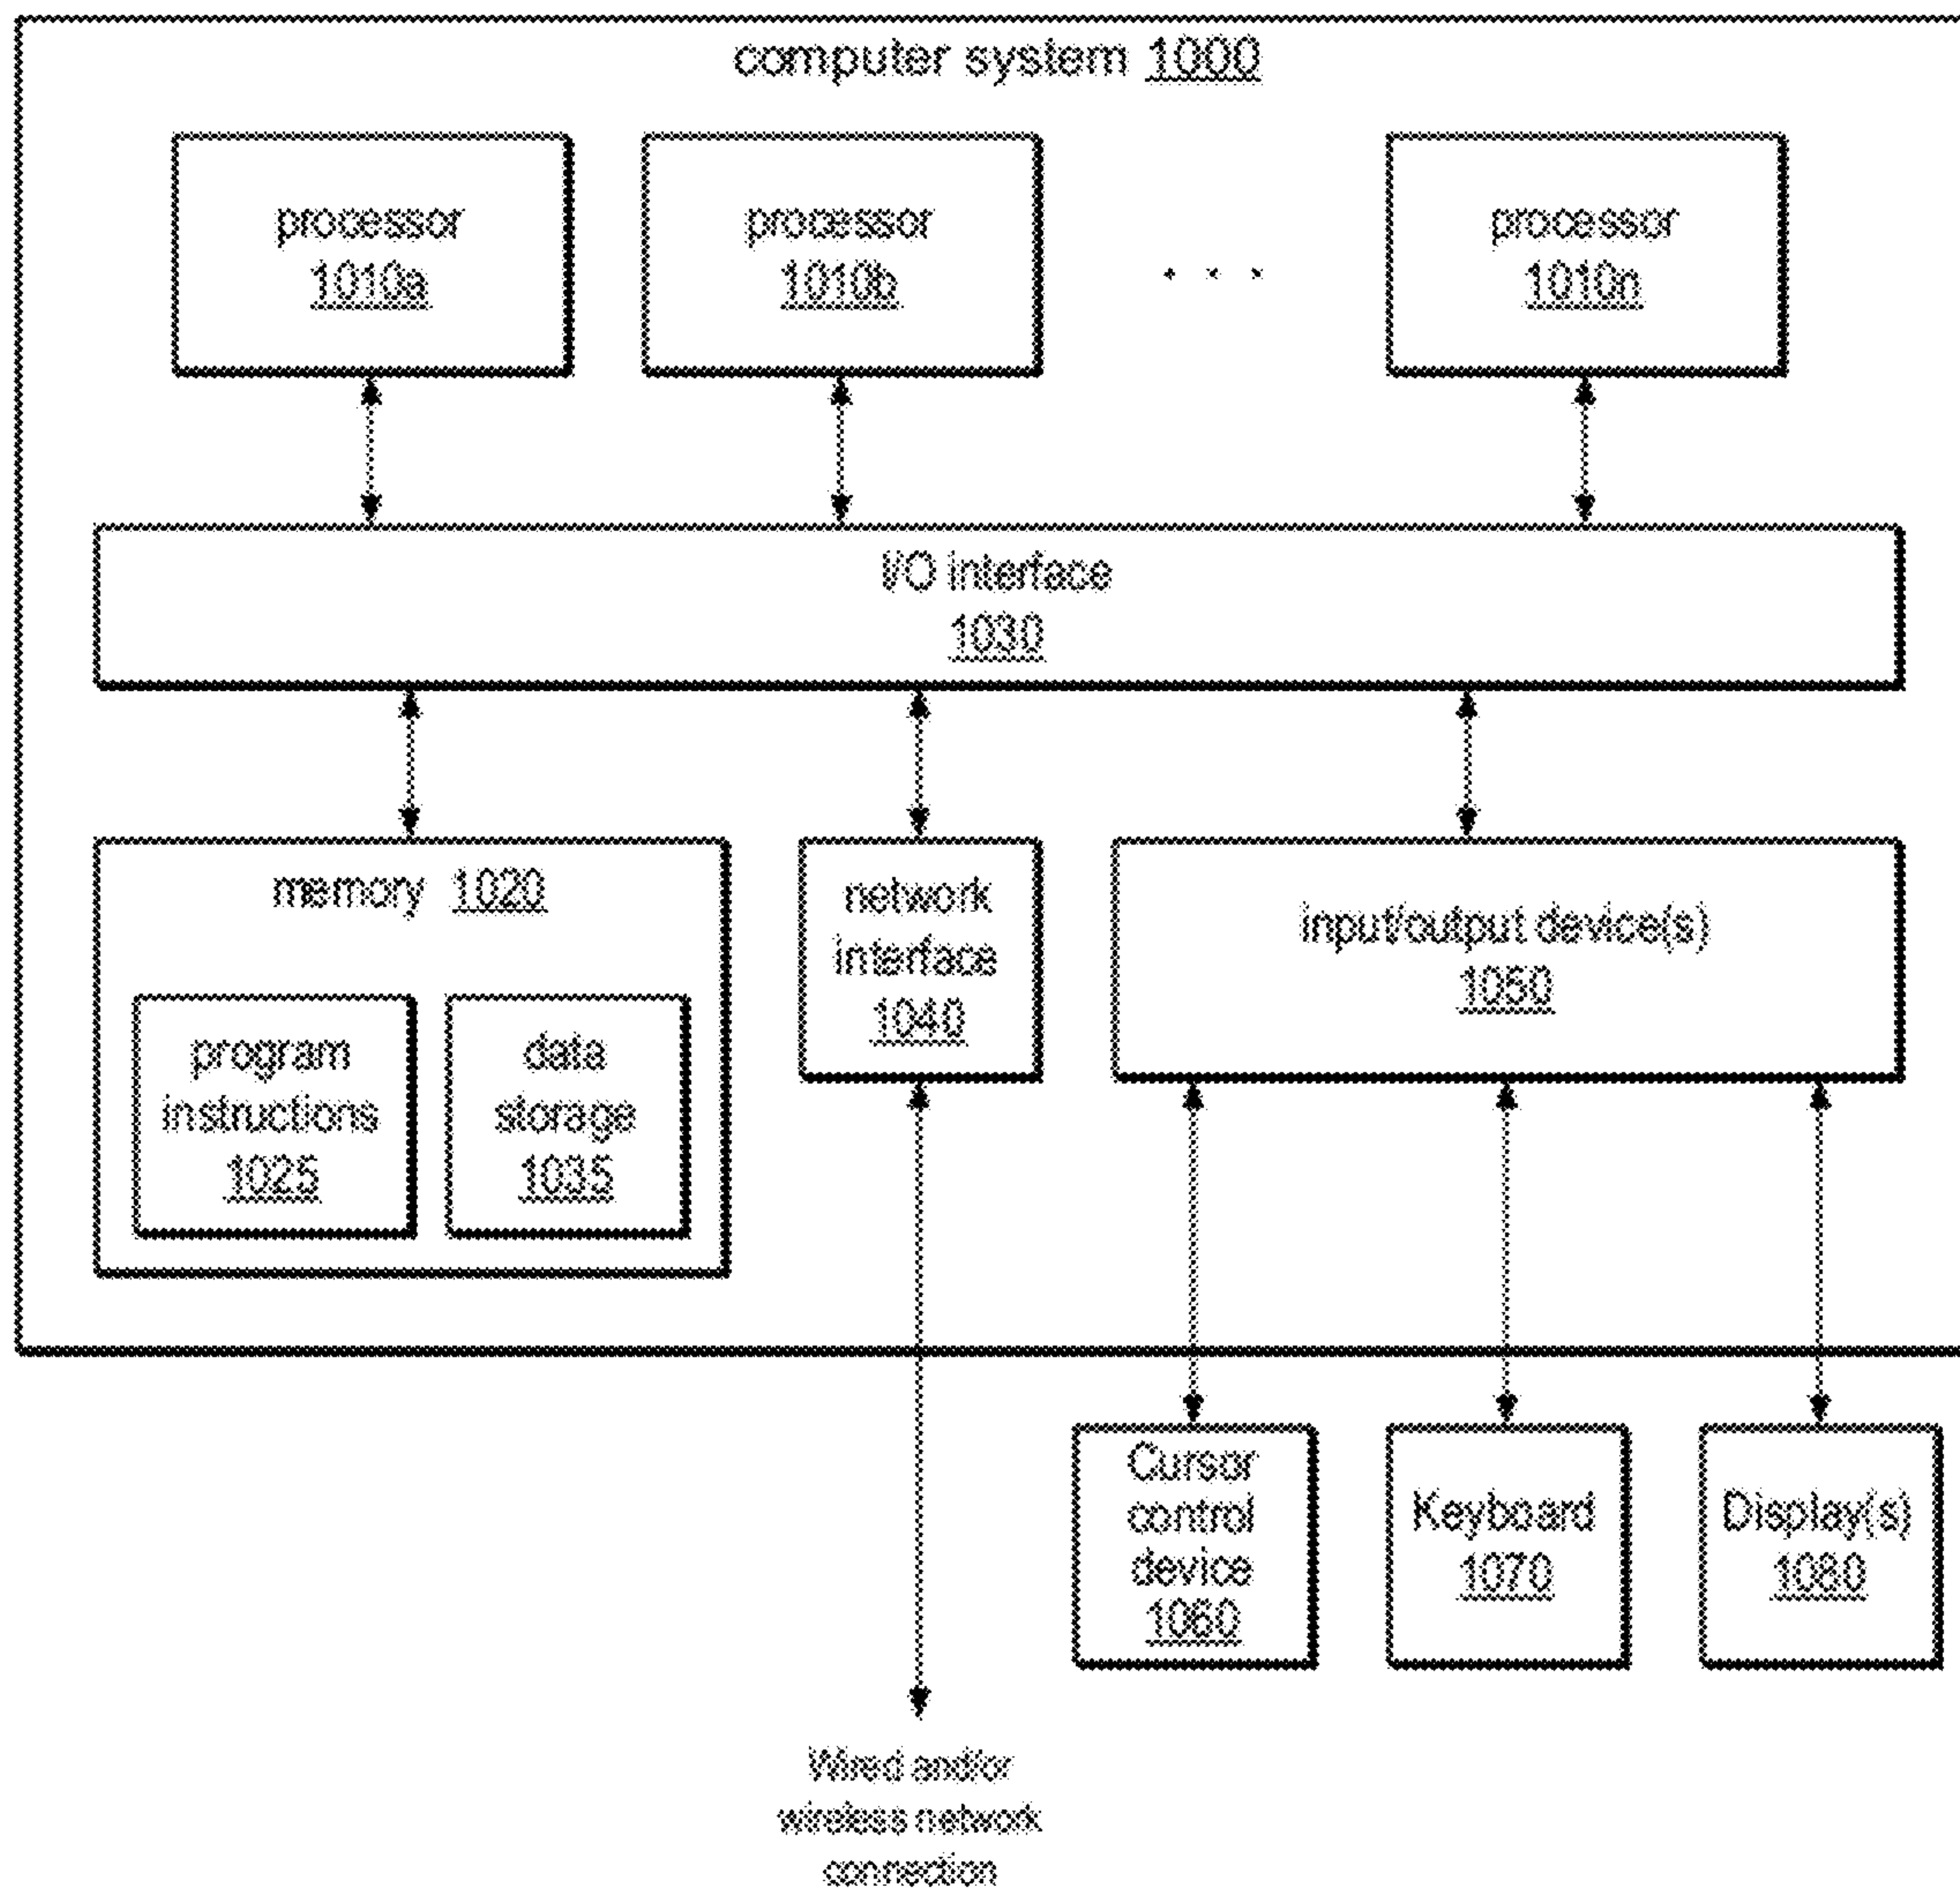 computer system 1000
processor
1010a
processor
1010b
. . .
processor
1010n
I/O interface
1030
memory 1020
program
instructions
1025
data
storage
1035
network
interface
1040
input/output device(s)
1050
Cursor
control
device
1060
Keyboard
1070
Display(s)
1080
Wired and/or
wireless network
connection